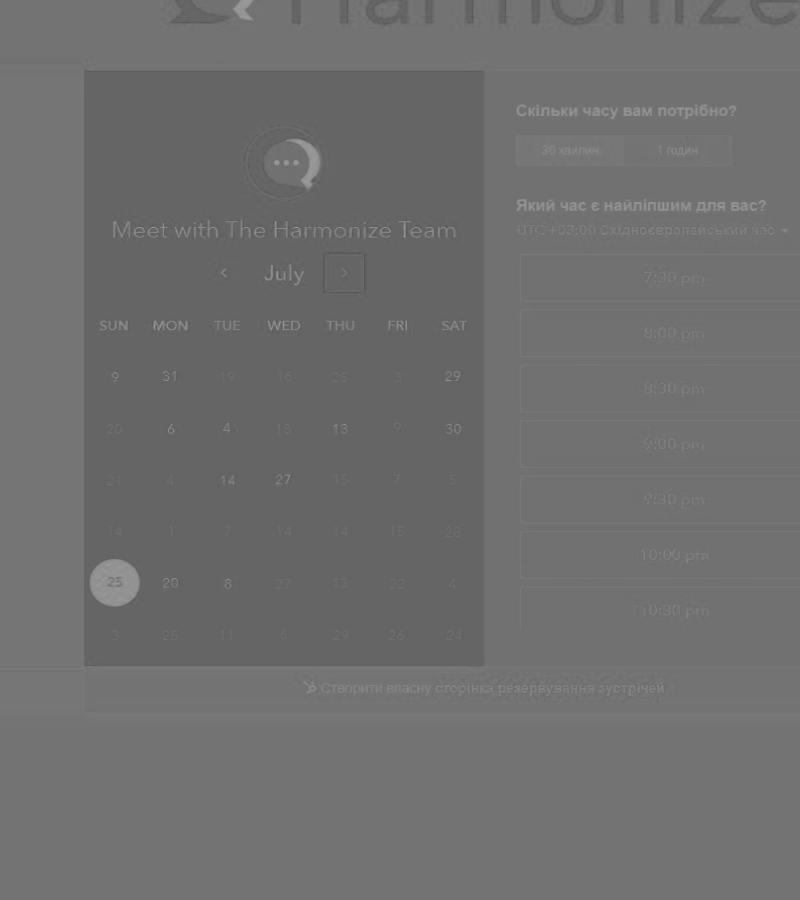 Harmonize
Meet with The Harmonize Team
July
SUN MON TUE WED THU FRI SAT
9 31 19 16 25 3 29
20 6 4 18 13 9 30
21 4 14 27 15 7 5
14 1 7 14 14 15 28
25 20 8 27 13 22 4
3 25 11 6 29 26 24
Скільки часу вам потрібно?
30 хвилин 1 годин
Який час є найліпшим для вас?
UTC +03:00 Східноєвропейський час
7:30 pm
8:00 pm
8:30 pm
9:00 pm
9:30 pm
10:00 pm
10:30 pm
Створити власну сторінка резервування зустрічей